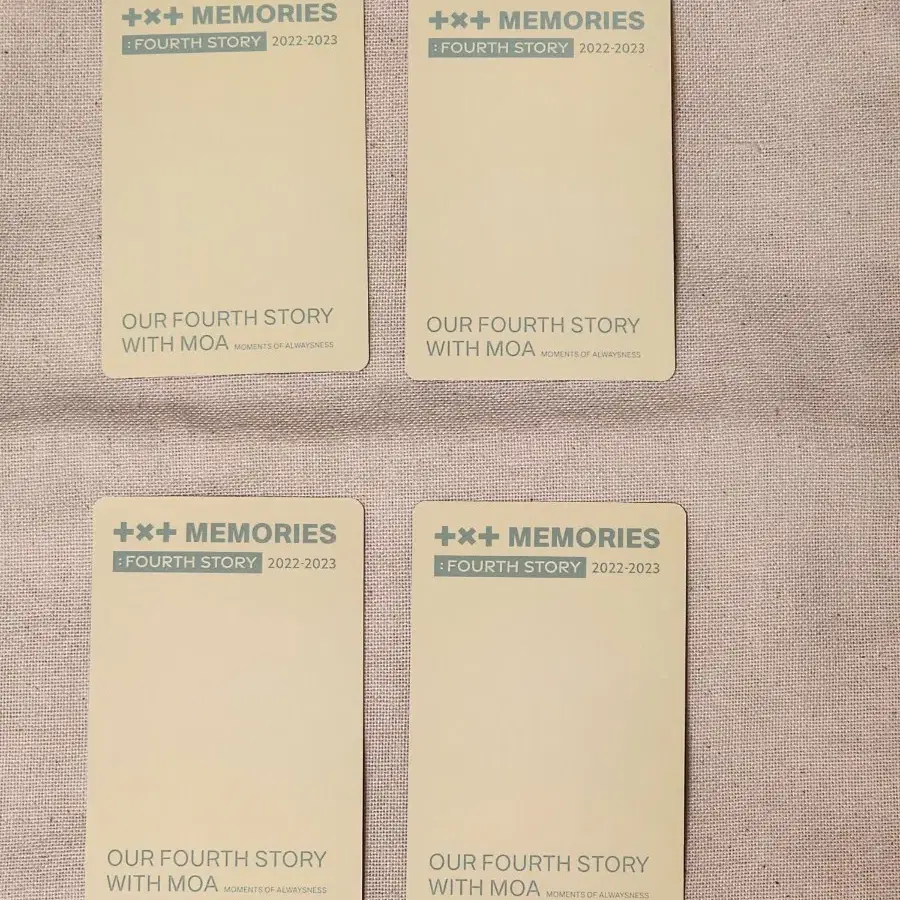 +×+ MEMORIES
: FOURTH STORY 2022-2023
OUR FOURTH STORY
WITH MOA MOMENTS OF ALWAYSNESS
+×+ MEMORIES
: FOURTH STORY 2022-2023
OUR FOURTH STORY
WITH MOA MOMENTS OF ALWAYSNESS
+×+ MEMORIES
: FOURTH STORY 2022-2023
OUR FOURTH STORY
WITH MOA MOMENTS OF ALWAYSNESS
+×+ MEMORIES
: FOURTH STORY 2022-2023
OUR FOURTH STORY
WITH MOA MOMENTS OF ALWAYSNESS